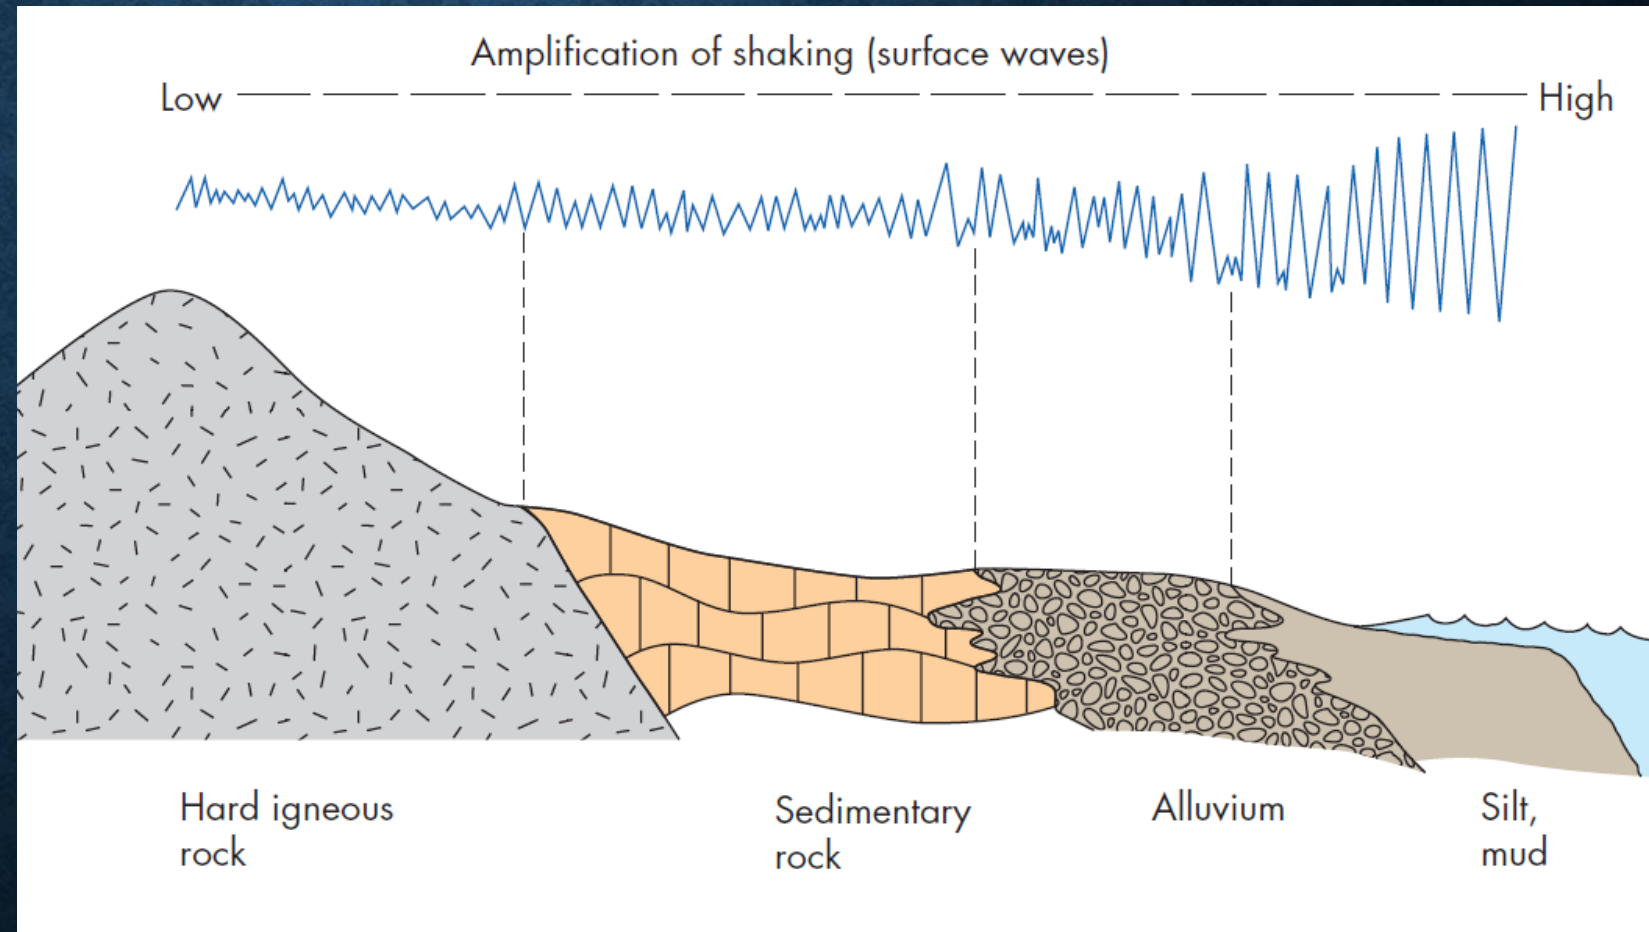 Amplification of shaking (surface waves)
Low
High
Hard igneous
rock
Sedimentary
rock
Alluvium
Silt,
mud